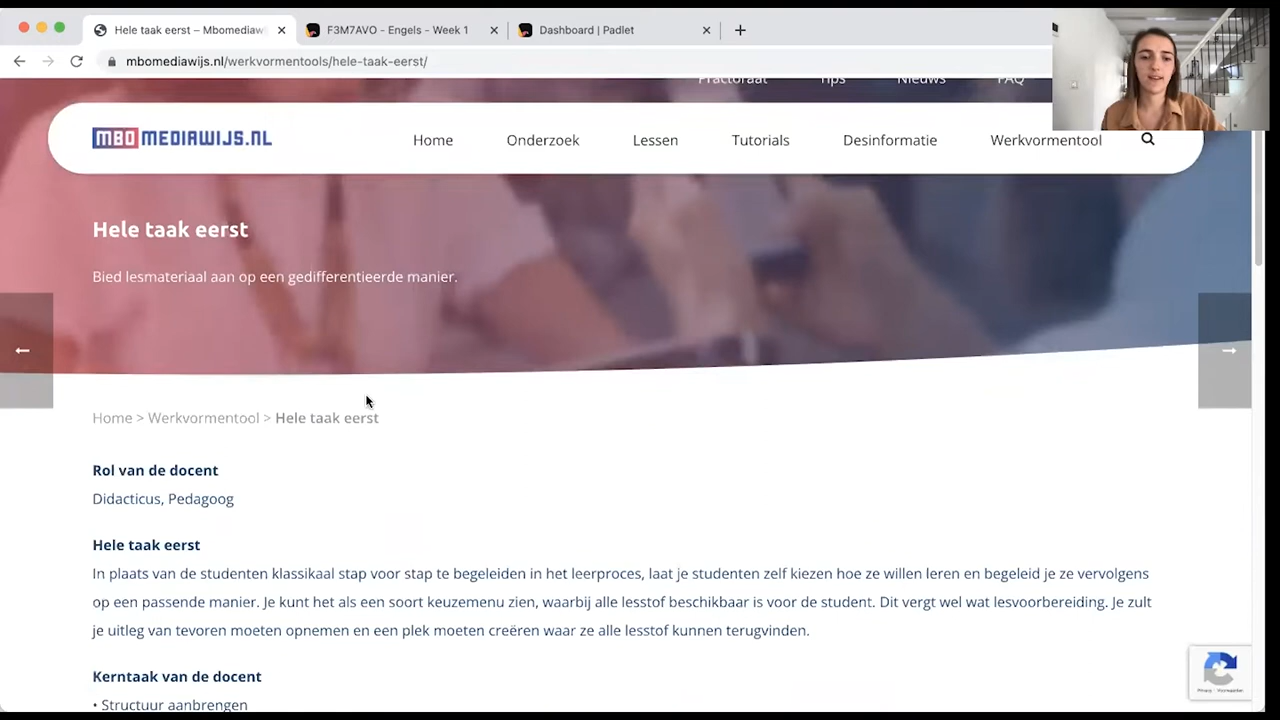 Hele taak eerst – Mbomediaw
F3M7AVO - Engels - Week 1
Dashboard | Padlet
mbomediawijs.nl/werkvormentools/hele-taak-eerst/
Practoraat Tips Nieuws FAQ
MBOMEDIAWIJS.NL
Home Onderzoek Lessen Tutorials Desinformatie Werkvormentool
Hele taak eerst
Bied lesmateriaal aan op een gedifferentieerde manier.
Home > Werkvormentool > Hele taak eerst
Rol van de docent
Didacticus, Pedagoog
Hele taak eerst
In plaats van de studenten klassikaal stap voor stap te begeleiden in het leerproces, laat je studenten zelf kiezen hoe ze willen leren en begeleid je ze vervolgens
op een passende manier. Je kunt het als een soort keuzemenu zien, waarbij alle lesstof beschikbaar is voor de student. Dit vergt wel wat lesvoorbereiding. Je zult
je uitleg van tevoren moeten opnemen en een plek moeten creëren waar ze alle lesstof kunnen terugvinden.
Kerntaak van de docent
• Structuur aanbrengen